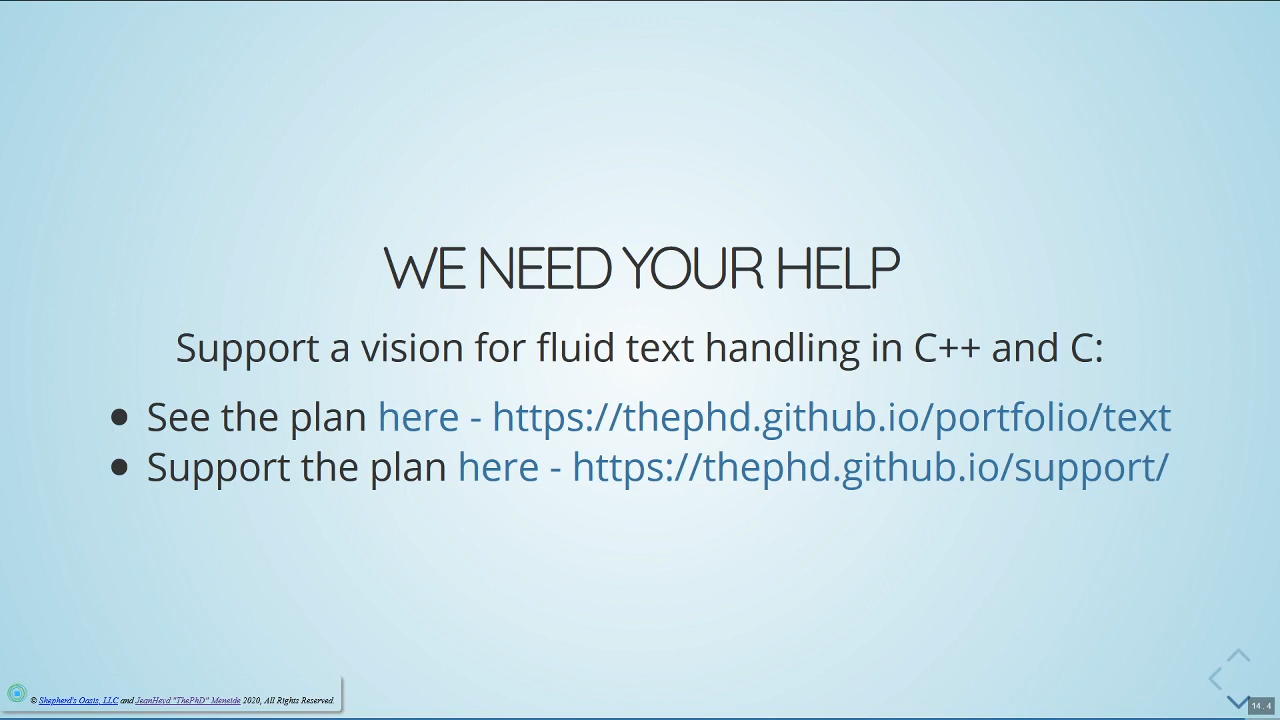 WE NEED YOUR HELP
Support a vision for fluid text handling in C++ and C:
● See the plan here - https://thephd.github.io/portfolio/text
● Support the plan here - https://thephd.github.io/support/
© Shepherd's Oasis, LLC and JeanHeyd "ThePhD" Meneide 2020, All Rights Reserved.
14.4